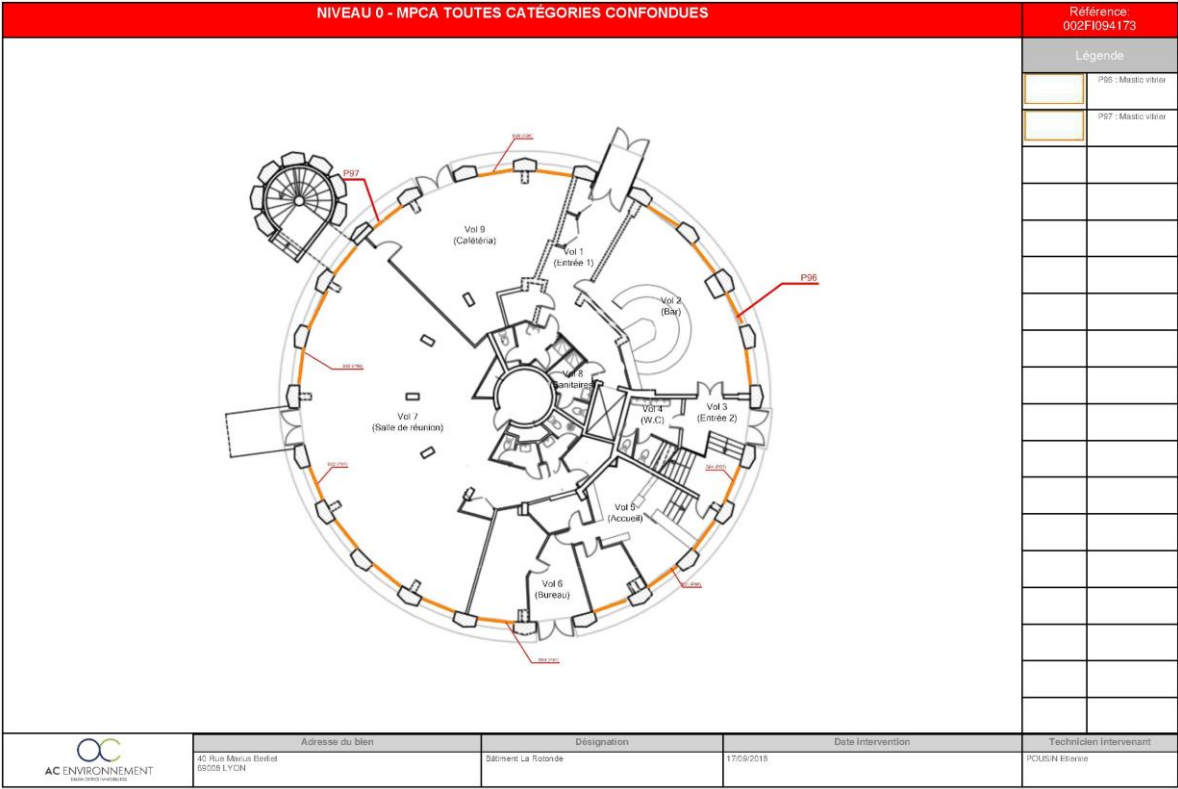 NIVEAU 0 - MPCA TOUTES CATÉGORIES CONFONDUES
Référence:
002FI094173
Légende
P96 : Mastic vitrier
P97 : Mastic vitrier
P97
P96
Vol 9
(Cafétéria)
Vol 1
(Entrée 1)
Vol 2
(Bar)
Vol 8
(Sanitaires)
Vol 7
(Salle de réunion)
Vol 4
(W.C)
Vol 3
(Entrée 2)
Vol 5
(Accueil)
Vol 6
(Bureau)
AC ENVIRONNEMENT
Adresse du bien
40 Rue Marius Berliet
69008 LYON
Désignation
Bâtiment La Rotonde
Date intervention
Technicien intervenant
POUSIN Etienne